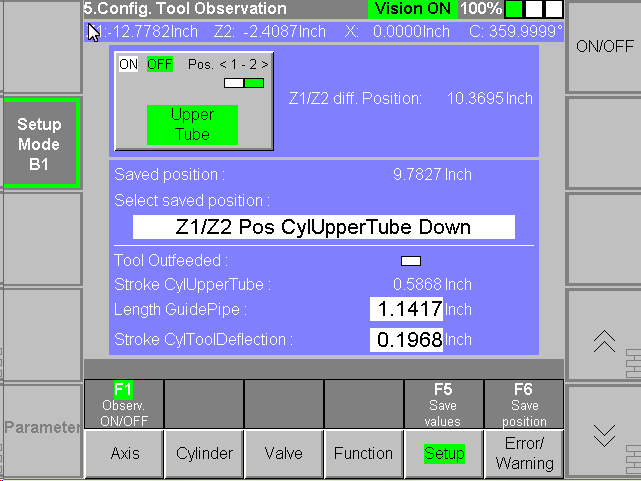 5.Config. Tool Observation Vision ON 100%
:-12.7782Inch Z2: -2.4087Inch X: 0.0000Inch C: 359.9999°
ON/OFF
ON OFF Pos. < 1 - 2 >
Upper
Tube
Z1/Z2 diff. Position: 10.3695Inch
Setup
Mode
B1
Saved position : 9.7827 Inch
Select saved position :
Z1/Z2 Pos CylUpperTube Down
Tool Outfeeded :
Stroke CylUpperTube : 0.5868 Inch
Length GuidePipe : 1.1417 Inch
Stroke CylToolDeflection : 0.1968 Inch
Parameter
F1
Observ.
ON/OFF
F5
Save
values
F6
Save
position
Axis
Cylinder
Valve
Function
Setup
Error/
Warning